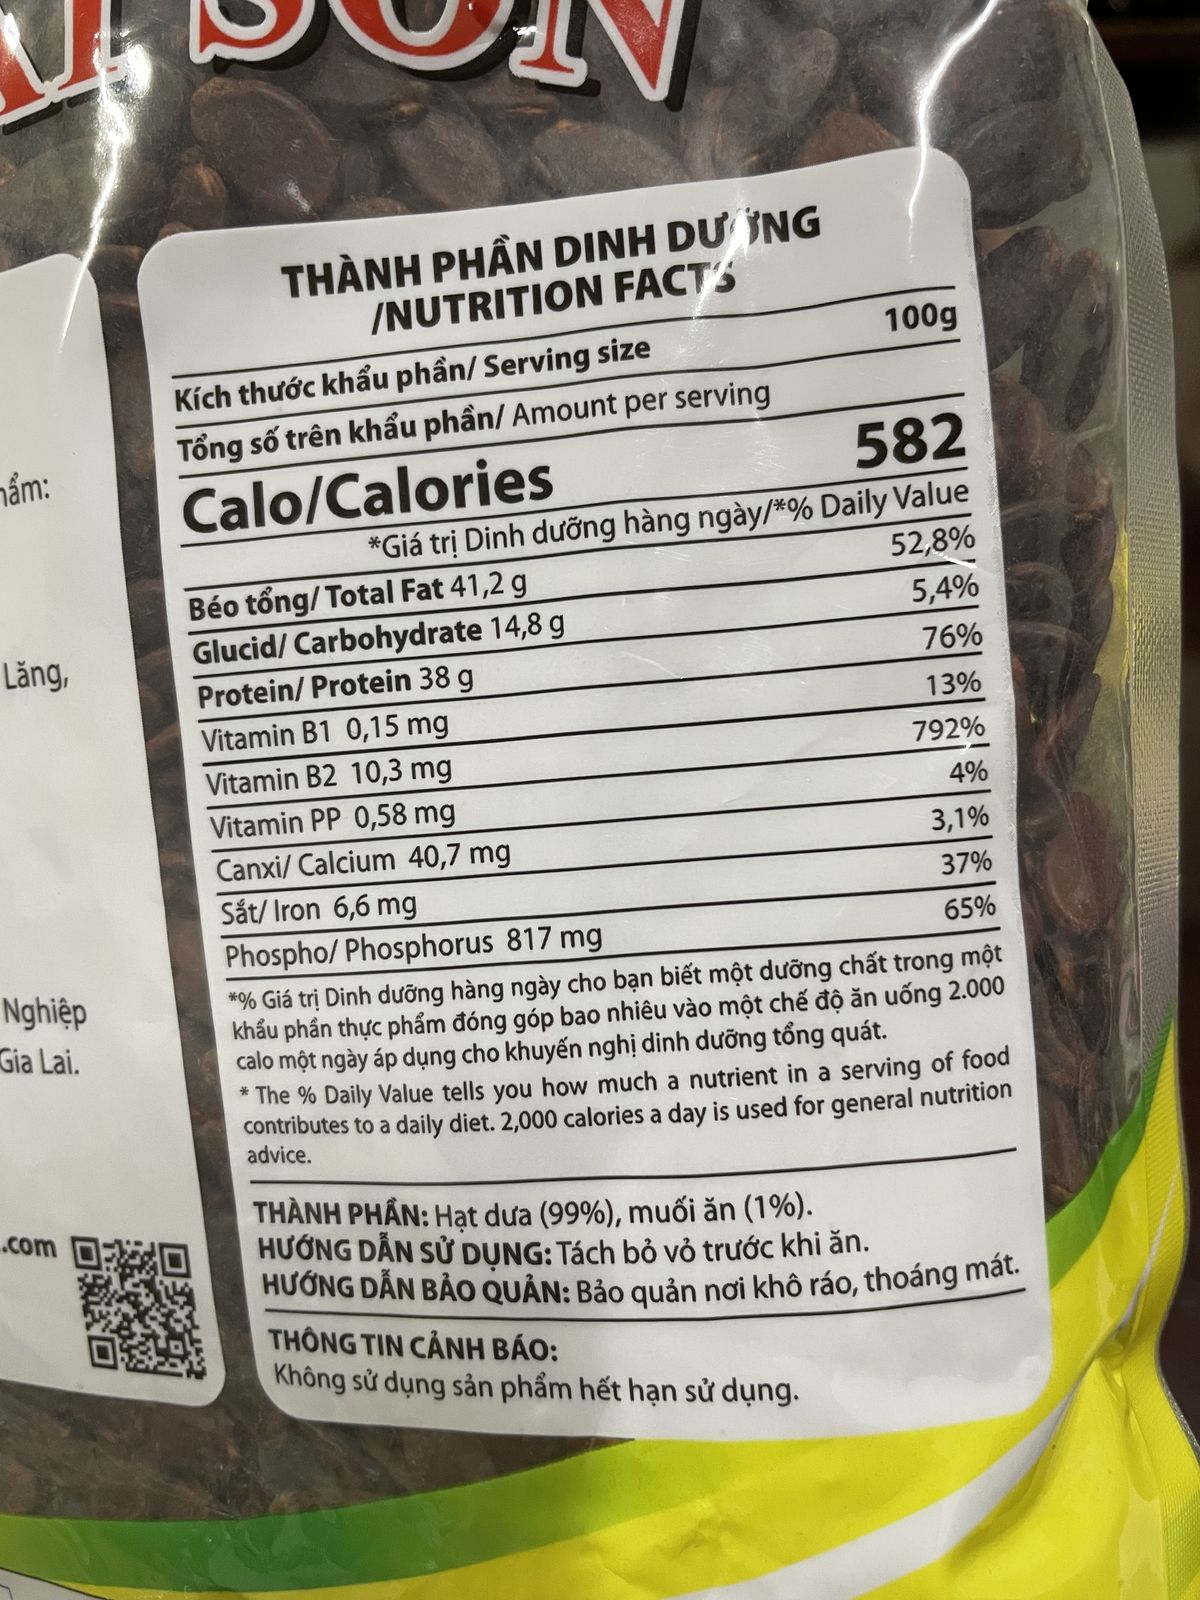 SƠN
hẩm:
Lăng,
Nghiệp
Gia Lai.
.com
THÀNH PHẦN DINH DƯỠNG
/NUTRITION FACTS
Kích thước khẩu phần/ Serving size 100g
Tổng số trên khẩu phần/ Amount per serving
Calo/Calories 582
*Giá trị Dinh dưỡng hàng ngày/*% Daily Value
Béo tổng/ Total Fat 41,2 g 52,8%
Glucid/ Carbohydrate 14,8 g 5,4%
Protein/ Protein 38 g 76%
Vitamin B1 0,15 mg 13%
Vitamin B2 10,3 mg 792%
Vitamin PP 0,58 mg 4%
Canxi/ Calcium 40,7 mg 3,1%
Sắt/ Iron 6,6 mg 37%
Phospho/ Phosphorus 817 mg 65%
*% Giá trị Dinh dưỡng hàng ngày cho bạn biết một dưỡng chất trong một
khẩu phần thực phẩm đóng góp bao nhiêu vào một chế độ ăn uống 2.000
calo một ngày áp dụng cho khuyến nghị dinh dưỡng tổng quát.
* The % Daily Value tells you how much a nutrient in a serving of food
contributes to a daily diet. 2,000 calories a day is used for general nutrition
advice.
THÀNH PHẦN: Hạt dưa (99%), muối ăn (1%).
HƯỚNG DẪN SỬ DỤNG: Tách bỏ vỏ trước khi ăn.
HƯỚNG DẪN BẢO QUẢN: Bảo quản nơi khô ráo, thoáng mát.
THÔNG TIN CẢNH BÁO:
Không sử dụng sản phẩm hết hạn sử dụng.